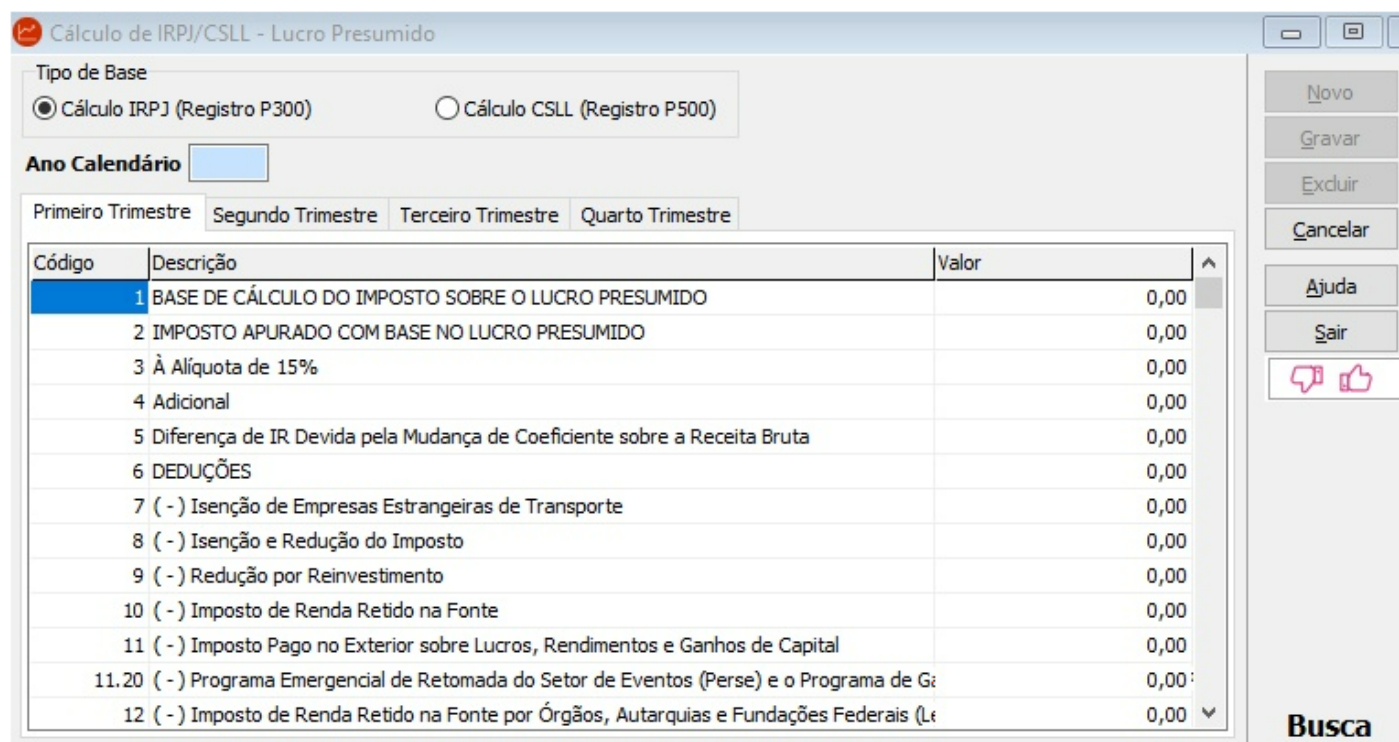 Cálculo de IRPJ/CSLL - Lucro Presumido
Tipo de Base
Cálculo IRPJ (Registro P300) Cálculo CSLL (Registro P500)
Ano Calendário
Primeiro Trimestre Segundo Trimestre Terceiro Trimestre Quarto Trimestre
Código Descrição Valor
1 BASE DE CÁLCULO DO IMPOSTO SOBRE O LUCRO PRESUMIDO 0,00
2 IMPOSTO APURADO COM BASE NO LUCRO PRESUMIDO 0,00
3 À Alíquota de 15% 0,00
4 Adicional 0,00
5 Diferença de IR Devida pela Mudança de Coeficiente sobre a Receita Bruta 0,00
6 DEDUÇÕES 0,00
7 ( - ) Isenção de Empresas Estrangeiras de Transporte 0,00
8 ( - ) Isenção e Redução do Imposto 0,00
9 ( - ) Redução por Reinvestimento 0,00
10 ( - ) Imposto de Renda Retido na Fonte 0,00
11 ( - ) Imposto Pago no Exterior sobre Lucros, Rendimentos e Ganhos de Capital 0,00
11.20 ( - ) Programa Emergencial de Retomada do Setor de Eventos (Perse) e o Programa de 0,00
12 ( - ) Imposto de Renda Retido na Fonte por Órgãos, Autarquias e Fundações Federais 0,00
Novo
Gravar
Excluir
Cancelar
Ajuda
Sair
Busca